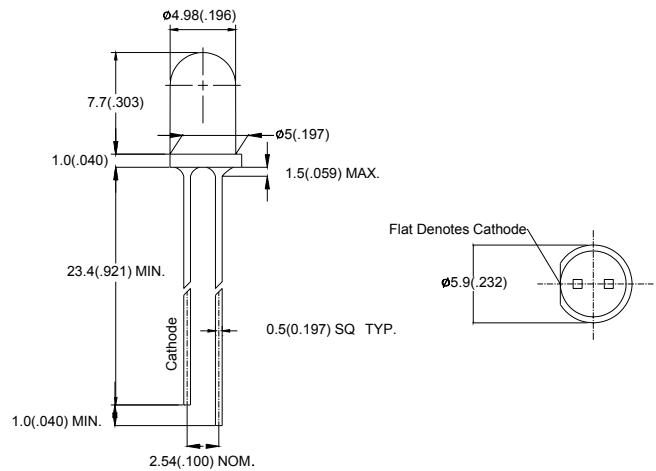 ø4.98(.196)
7.7(.303)
ø5(.197)
1.0(.040)
1.5(.059) MAX.
Flat Denotes Cathode
23.4(.921) MIN.
ø5.9(.232)
Cathode
0.5(0.197) SQ TYP.
1.0(.040) MIN.
2.54(.100) NOM.